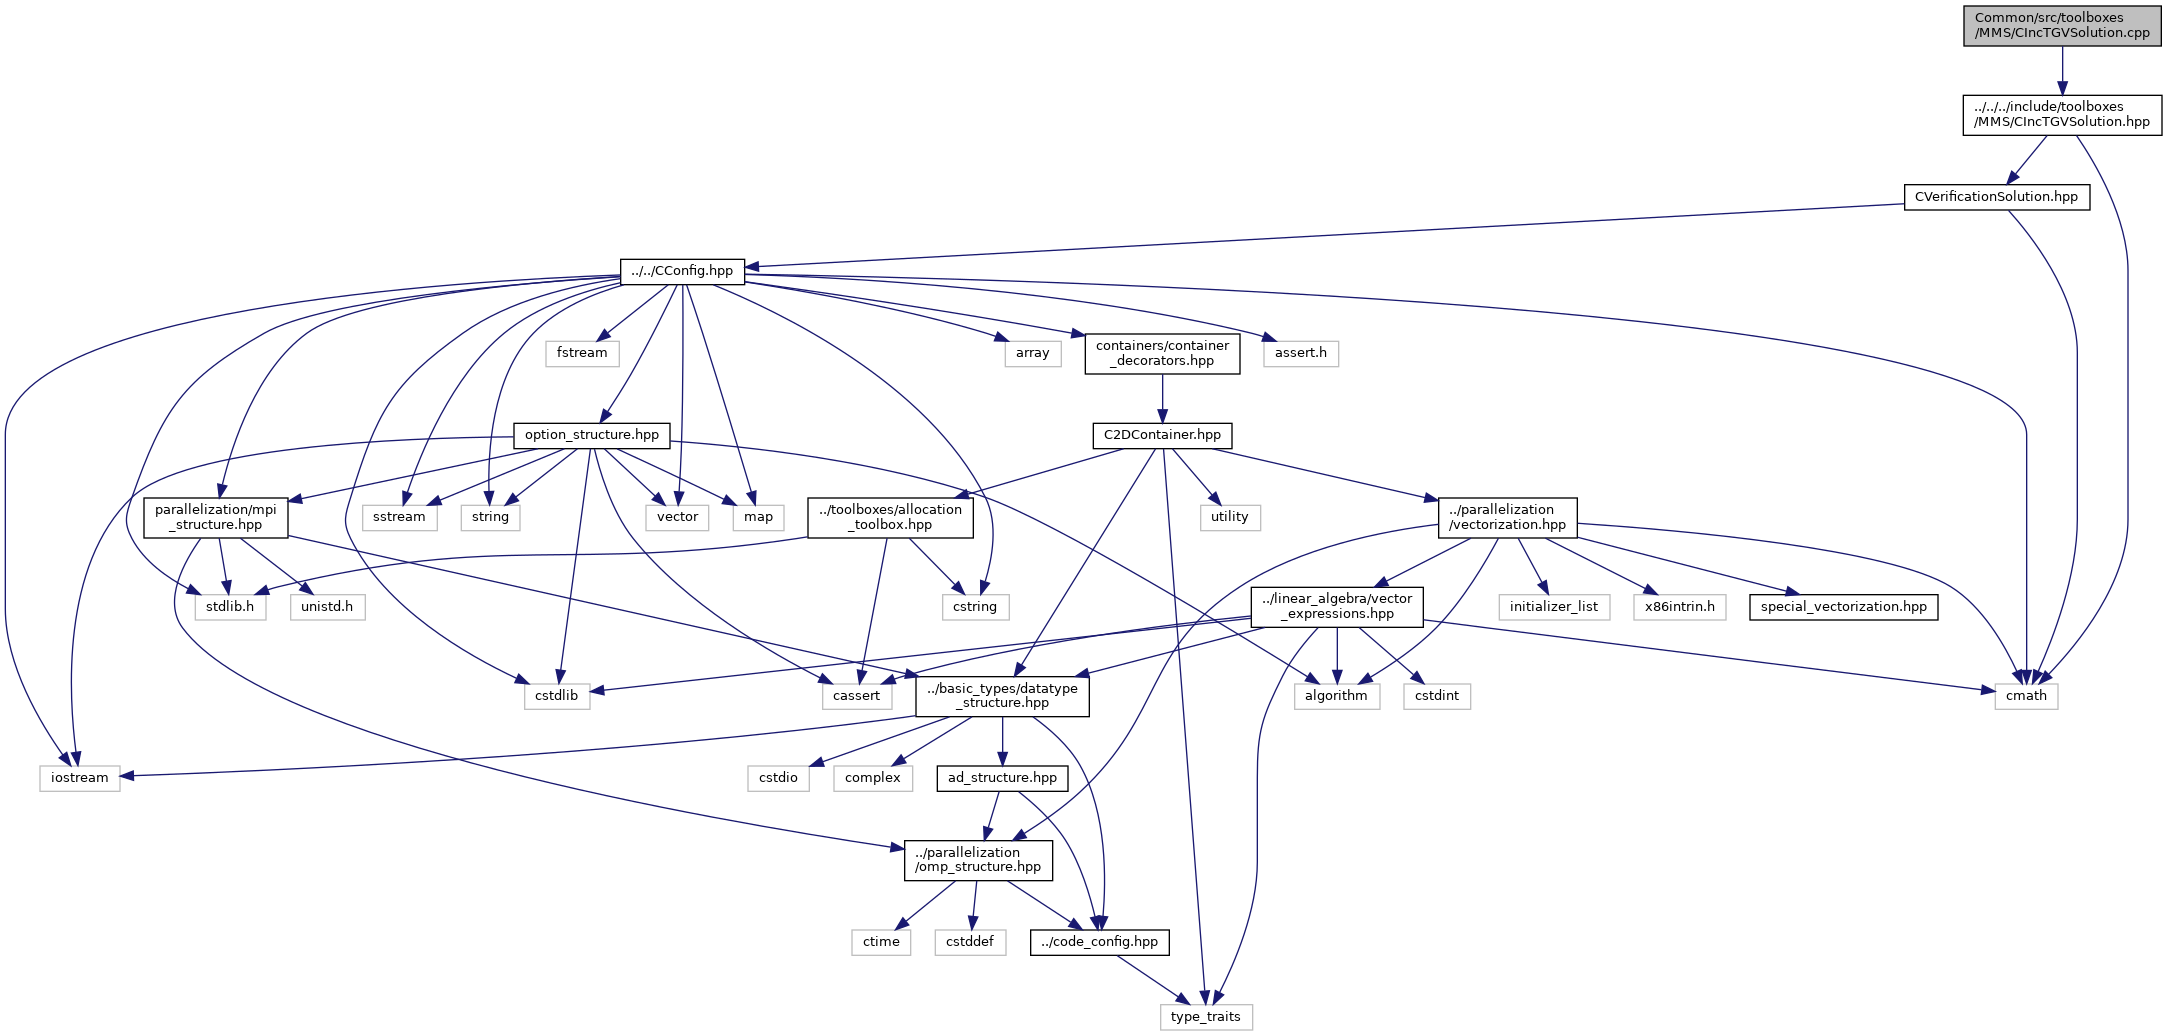 Common/src/toolboxes
/MMS/CIncTGVSolution.cpp
../../../include/toolboxes
/MMS/CIncTGVSolution.hpp
CVerificationSolution.hpp
../../CConfig.hpp
fstream
array
containers/container
_decorators.hpp
assert.h
option_structure.hpp
C2DContainer.hpp
parallelization/mpi
_structure.hpp
sstream
string
vector
map
../toolboxes/allocation
_toolbox.hpp
utility
../parallelization
/vectorization.hpp
stdlib.h
unistd.h
cstring
../linear_algebra/vector
_expressions.hpp
initializer_list
x86intrin.h
special_vectorization.hpp
cstdlib
cassert
../basic_types/datatype
_structure.hpp
algorithm
cstdint
cmath
iostream
cstdio
complex
ad_structure.hpp
../parallelization
/omp_structure.hpp
ctime
cstddef
../code_config.hpp
type_traits